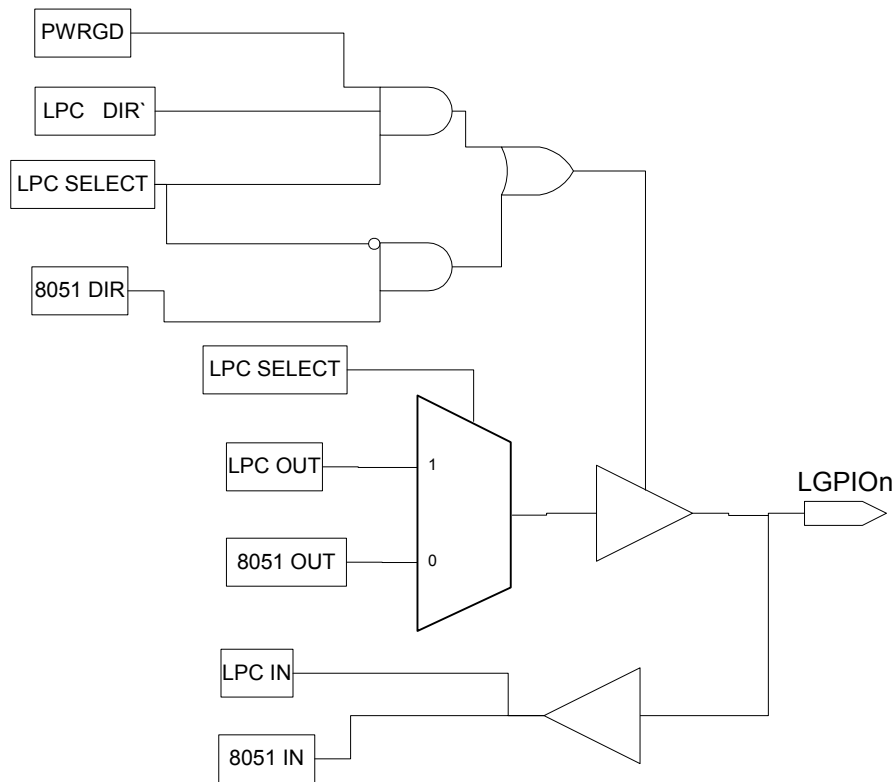 PWRGD
LPC DIR`
LPC SELECT
8051 DIR
LPC SELECT
LPC OUT
1
LGPIOn
8051 OUT
0
LPC IN
8051 IN